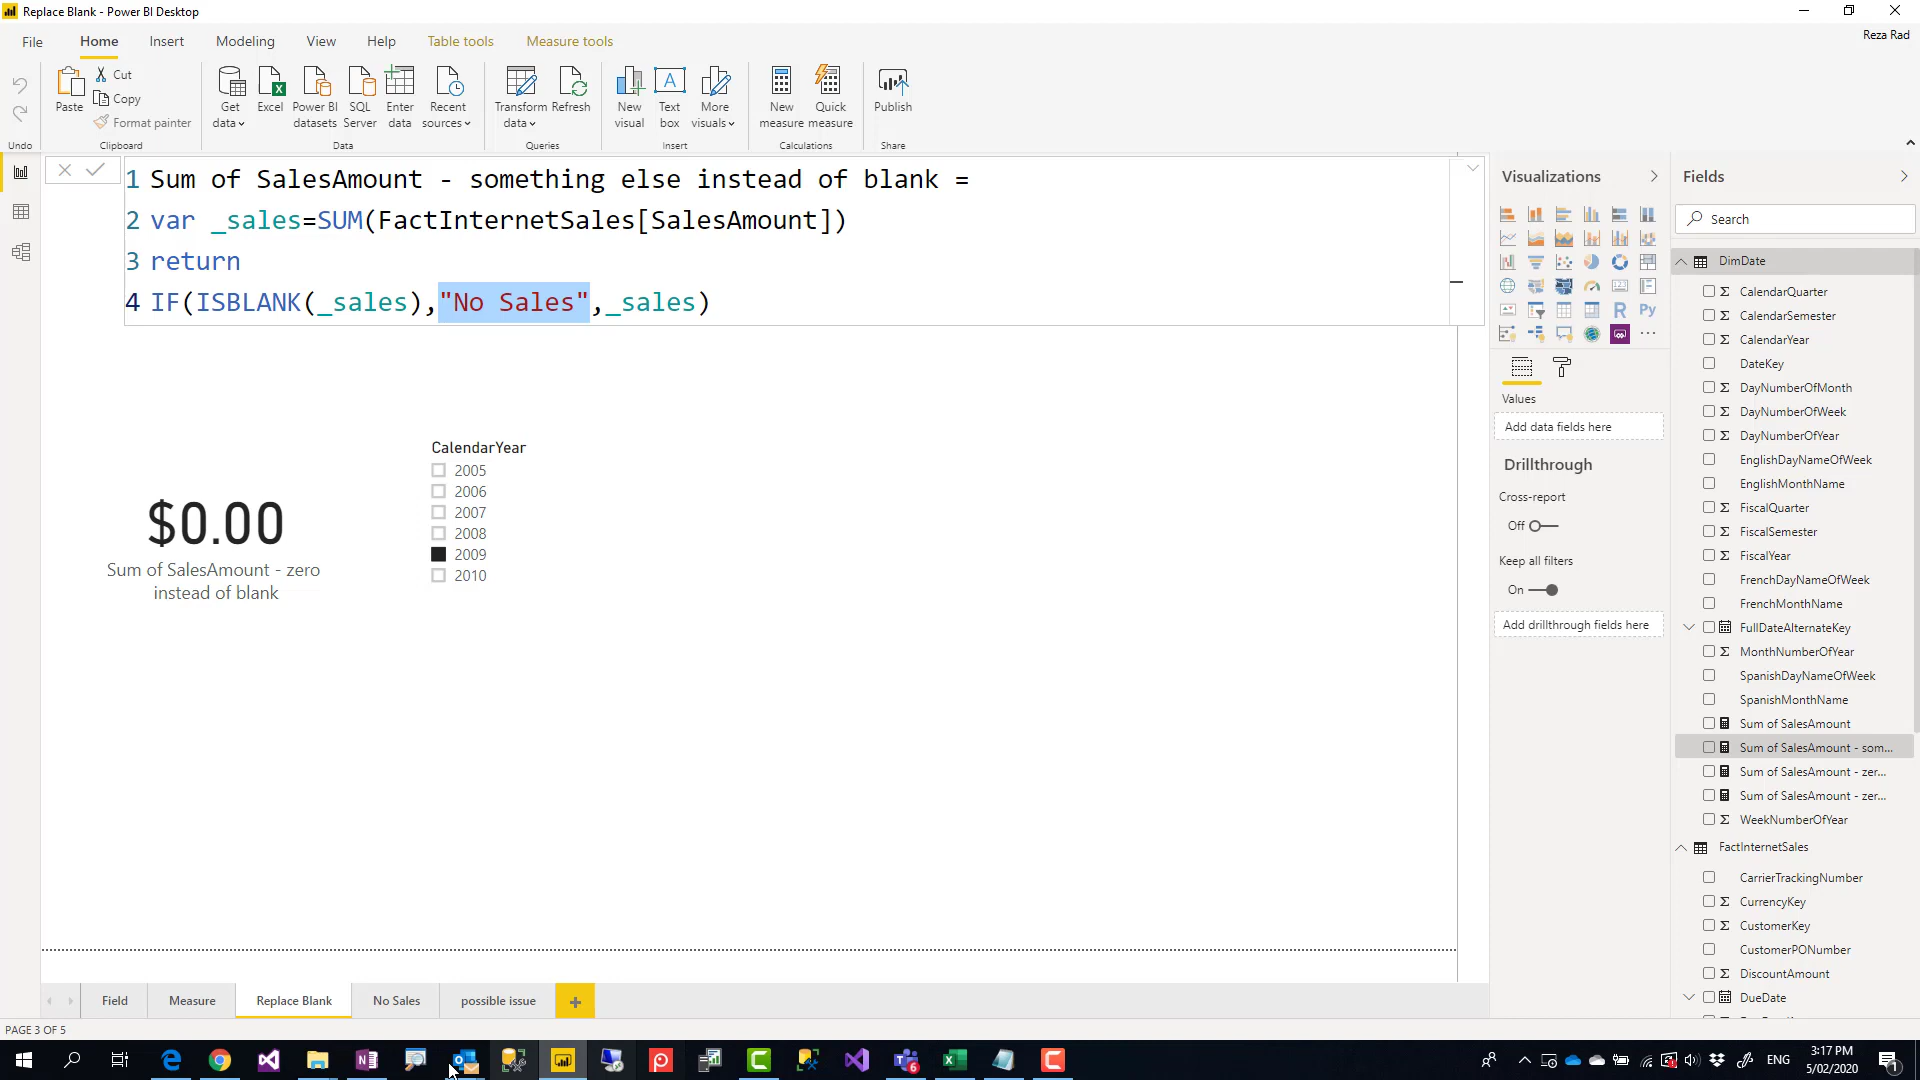 Replace Blank - Power BI Desktop
Reza Rad
File
Home
Insert
Modeling
View
Help
Table tools
Measure tools
Paste
Cut
Copy
Format painter
Get data
Excel
Power BI datasets
SQL Server
Enter data
Recent sources
Transform data
Refresh
New visual
Text box
More visuals
New measure
Quick measure
Publish
Undo
Clipboard
Data
Queries
Insert
Calculations
Share
1 Sum of SalesAmount - something else instead of blank =
2 var _sales=SUM(FactInternetSales[SalesAmount])
3 return
4 IF(ISBLANK(_sales),"No Sales",_sales)
$0.00
Sum of SalesAmount - zero
instead of blank
CalendarYear
2005
2006
2007
2008
2009
2010
Visualizations
Values
Add data fields here
Drillthrough
Cross-report
Off
Keep all filters
On
Add drillthrough fields here
Fields
Search
DimDate
CalendarQuarter
CalendarSemester
CalendarYear
DateKey
DayNumberOfMonth
DayNumberOfWeek
DayNumberOfYear
EnglishDayNameOfWeek
EnglishMonthName
FiscalQuarter
FiscalSemester
FiscalYear
FrenchDayNameOfWeek
FrenchMonthName
FullDateAlternateKey
MonthNumberOfYear
SpanishDayNameOfWeek
SpanishMonthName
Sum of SalesAmount
Sum of SalesAmount - som...
Sum of SalesAmount - zer...
Sum of SalesAmount - zer...
WeekNumberOfYear
FactInternetSales
CarrierTrackingNumber
CurrencyKey
CustomerKey
CustomerPONumber
DiscountAmount
DueDate
Field
Measure
Replace Blank
No Sales
possible issue
PAGE 3 OF 5
ENG
3:17 PM
5/02/2020